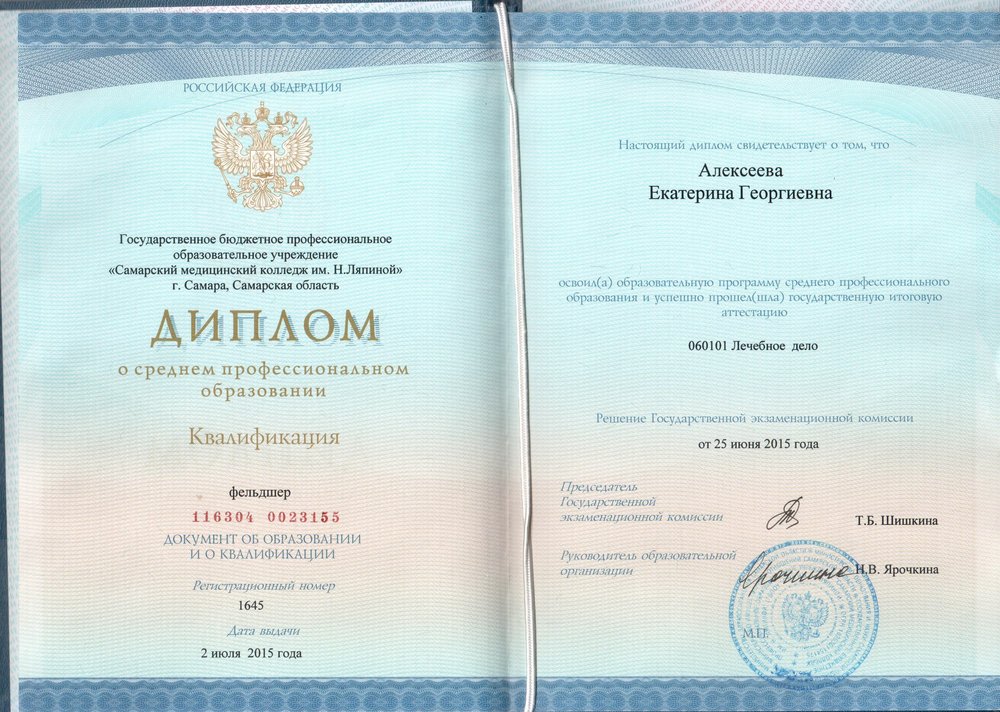 РОССИЙСКАЯ ФЕДЕРАЦИЯ
Государственное бюджетное профессиональное
образовательное учреждение
«Самарский медицинский колледж им. Н.Ляпиной»
г. Самара, Самарская область
ДИПЛОМ
о среднем профессиональном
образовании
Квалификация
фельдшер
116304 0023155
ДОКУМЕНТ ОБ ОБРАЗОВАНИИ
И О КВАЛИФИКАЦИИ
Регистрационный номер
1645
Дата выдачи
2 июля 2015 года
Настоящий диплом свидетельствует о том, что
Алексеева
Екатерина Георгиевна
освоил(а) образовательную программу среднего профессионального
образования и успешно прошел(шла) государственную итоговую
аттестацию
060101 Лечебное дело
Решение Государственной экзаменационной комиссии
от 25 июня 2015 года
Председатель
Государственной
экзаменационной комиссии
Т.Б. Шишкина
Руководитель образовательной
организации
Н.В. Ярочкина
М.П.